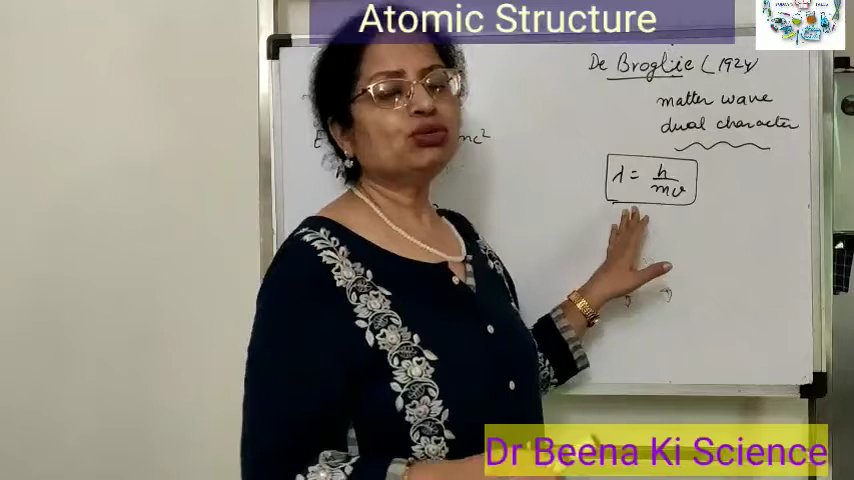 Atomic Structure
De Broglie (1924)
matter wave
dual character
mc²
λ = h/mv
Dr Beena Ki Science